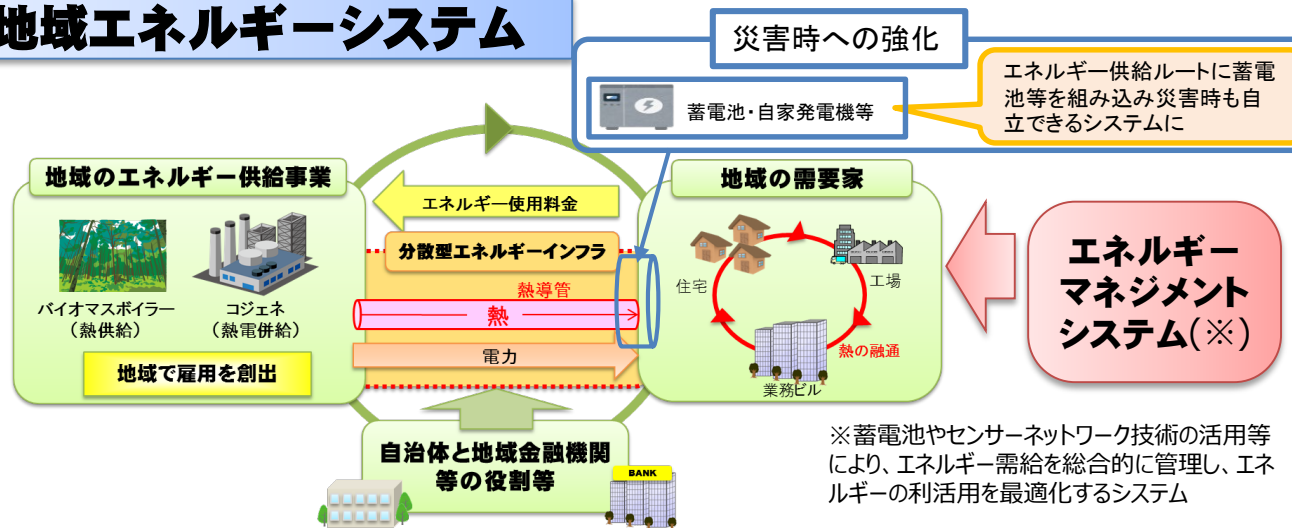 地域エネルギーシステム
災害時への強化
蓄電池・自家発電機等
エネルギー供給ルートに蓄電
池等を組み込み災害時も自
立できるシステムに
地域のエネルギー供給事業
バイオマスボイラー
（熱供給）
コジェネ
（熱電併給）
地域で雇用を創出
エネルギー使用料金
分散型エネルギーインフラ
熱導管
熱
電力
地域の需要家
住宅
工場
熱の融通
業務ビル
エネルギー
マネジメント
システム(※)
自治体と地域金融機関
等の役割等
BANK
※蓄電池やセンサーネットワーク技術の活用等
により、エネルギー需給を総合的に管理し、エネ
ルギーの利活用を最適化するシステム